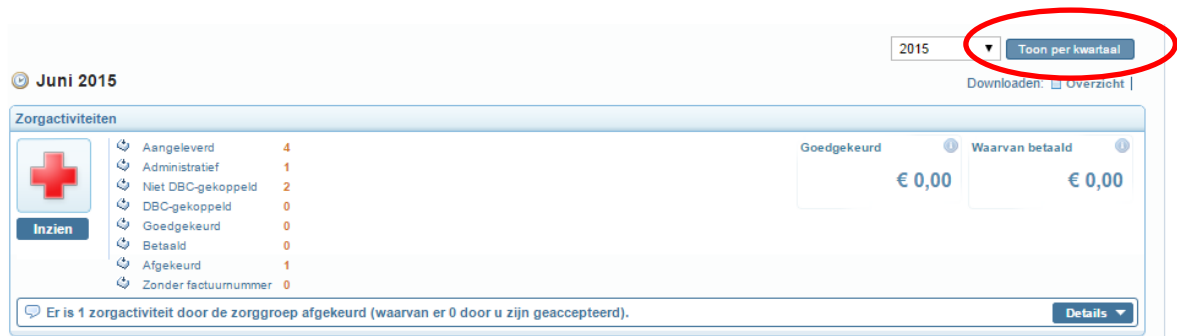 2015 ▼ Toon per kwartaal
Juni 2015
Downloaden: Overzicht |
Zorgactiviteiten
Aangeleverd 4
Administratief 1
Niet DBC-gekoppeld 2
DBC-gekoppeld 0
Goedgekeurd 0
Betaald 0
Afgekeurd 1
Zonder factuurnummer 0
Inzien
Goedgekeurd
€ 0,00
Waarvan betaald
€ 0,00
Er is 1 zorgactiviteit door de zorggroep afgekeurd (waarvan er 0 door u zijn geaccepteerd).
Details ▼